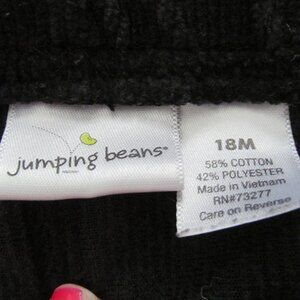 jumping beans®
18M
58% COTTON
42% POLYESTER
Made in Vietnam
RN#73277
Care on Reverse